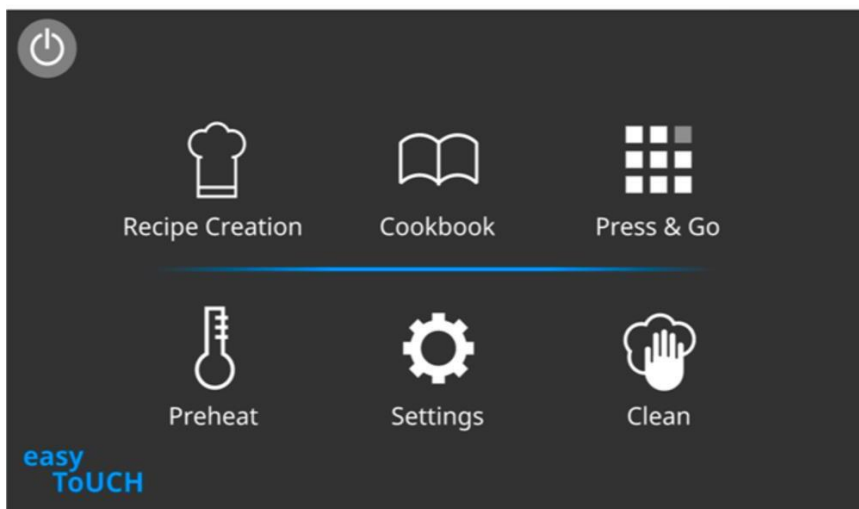 Recipe Creation
Cookbook
Press & Go
Preheat
Settings
Clean
easy
ToUCH